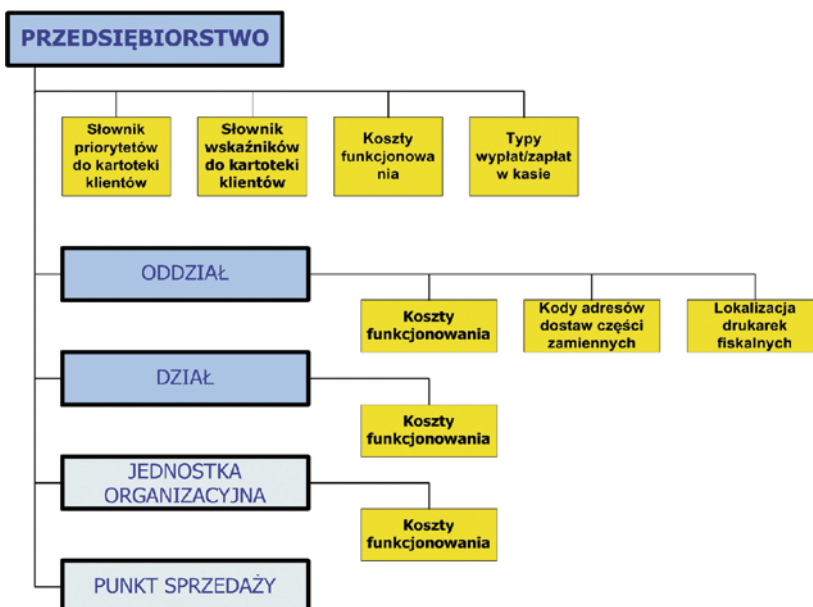 PRZEDSIĘBIORSTWO
Słownik
priorytetów
do kartoteki
klientów
Słownik
wskaźników
do kartoteki
klientów
Koszty
funkcjonowa
nia
Typy
wypłat/zapłat
w kasie
ODDZIAŁ
Koszty
funkcjonowania
Kody adresów
dostaw części
zamiennych
Lokalizacja
drukarek
fiskalnych
DZIAŁ
Koszty
funkcjonowania
JEDNOSTKA
ORGANIZACYJNA
Koszty
funkcjonowania
PUNKT SPRZEDAŻY